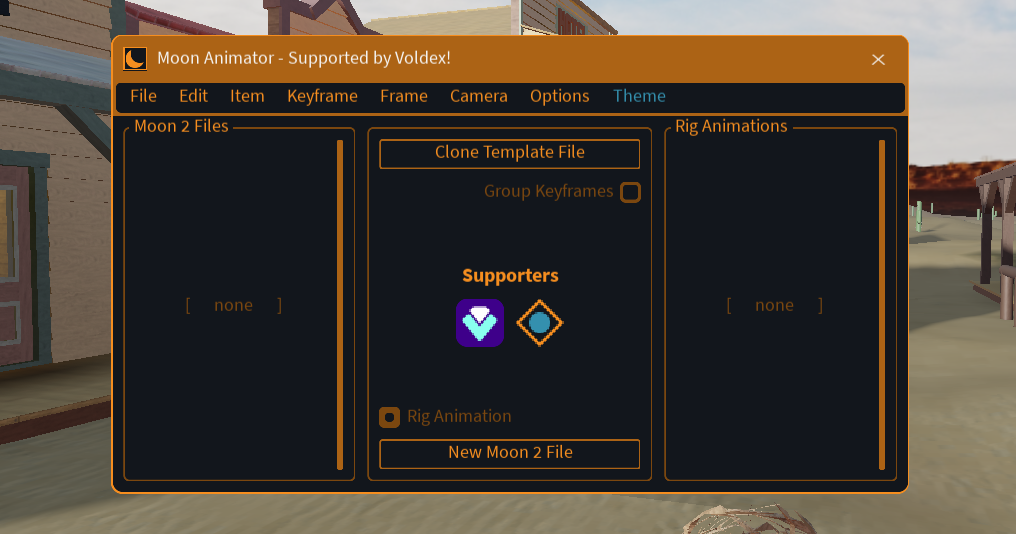 Moon Animator - Supported by Voldex!
File Edit Item Keyframe Frame Camera Options Theme
Moon 2 Files
[ none ]
Clone Template File
Group Keyframes
Supporters
Rig Animation
New Moon 2 File
Rig Animations
[ none ]